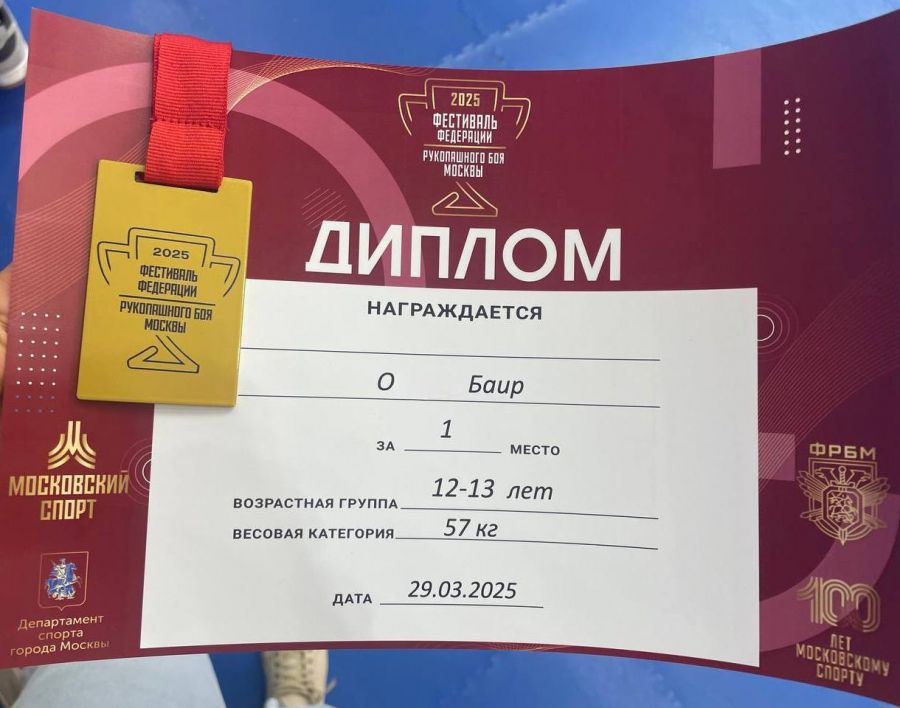 2025
ФЕСТИВАЛЬ
ФЕДЕРАЦИИ
РУКОПАШНОГО БОЯ
МОСКВЫ
ДИПЛОМ
НАГРАЖДАЕТСЯ
О Баир
ЗА 1 МЕСТО
ВОЗРАСТНАЯ ГРУППА 12-13 лет
ВЕСОВАЯ КАТЕГОРИЯ 57 кг
ДАТА 29.03.2025
2025
ФЕСТИВАЛЬ
ФЕДЕРАЦИИ
РУКОПАШНОГО БОЯ
МОСКВЫ
МОСКОВСКИЙ
СПОРТ
Департамент
спорта
города Москвы
ФРБМ
100
ЛЕТ
МОСКОВСКОМУ
СПОРТУ